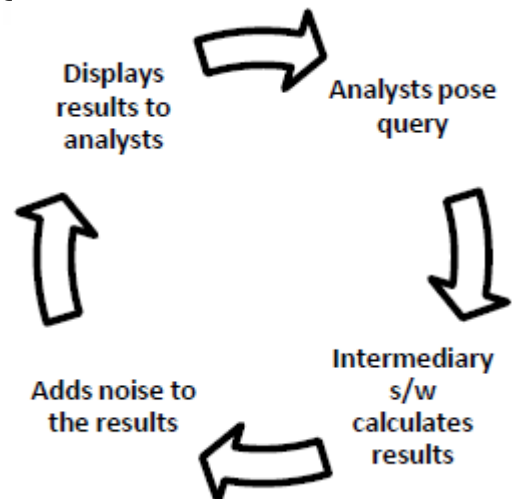 Displays
results to
analysts
Analysts pose
query
Intermediary
s/w
calculates
results
Adds noise to
the results